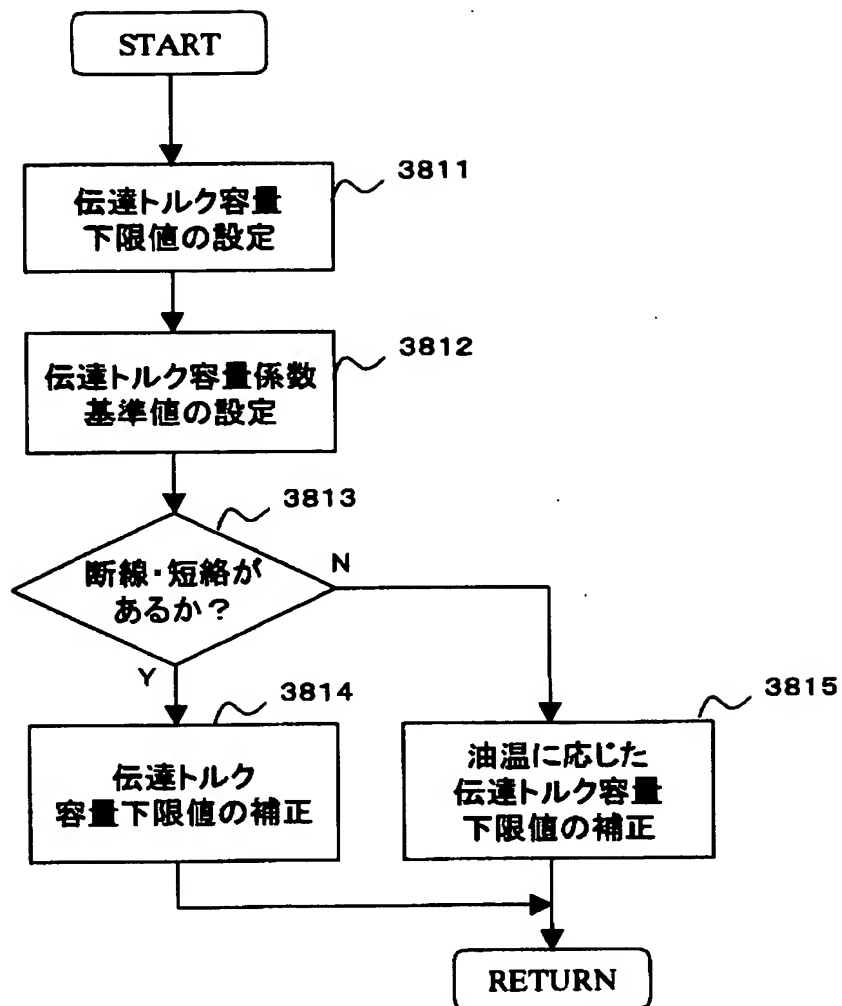 START
3811
伝達トルク容量
下限値の設定
3812
伝達トルク容量係数
基準値の設定
3813
断線・短絡が
あるか？
N
Y
3814
伝達トルク
容量下限値の補正
3815
油温に応じた
伝達トルク容量
下限値の補正
RETURN